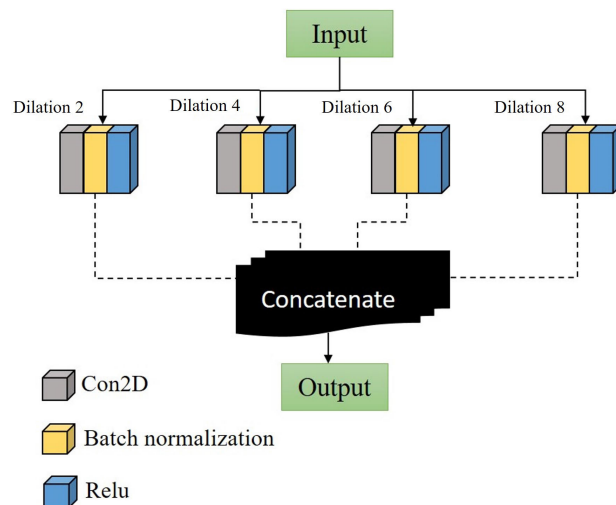 Input
Dilation 2
Dilation 4
Dilation 6
Dilation 8
Concatenate
Output
Con2D
Batch normalization
Relu